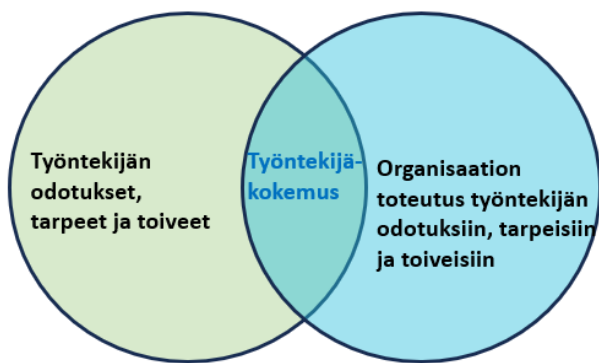 Työntekijän
odotukset,
tarpeet ja toiveet
Työntekijä-
kokemus
Organisaation
toteutus työntekijän
odotuksiin, tarpeisiin
ja toiveisiin